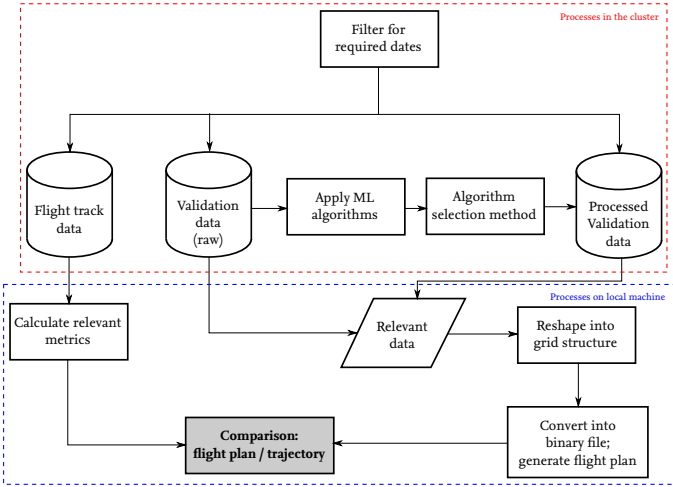 Processes in the cluster
Filter for
required dates
Flight track
data
Validation
data
(raw)
Apply ML
algorithms
Algorithm
selection method
Processed
Validation
data
Processes on local machine
Calculate relevant
metrics
Relevant
data
Reshape into
grid structure
Comparison:
flight plan / trajectory
Convert into
binary file;
generate flight plan